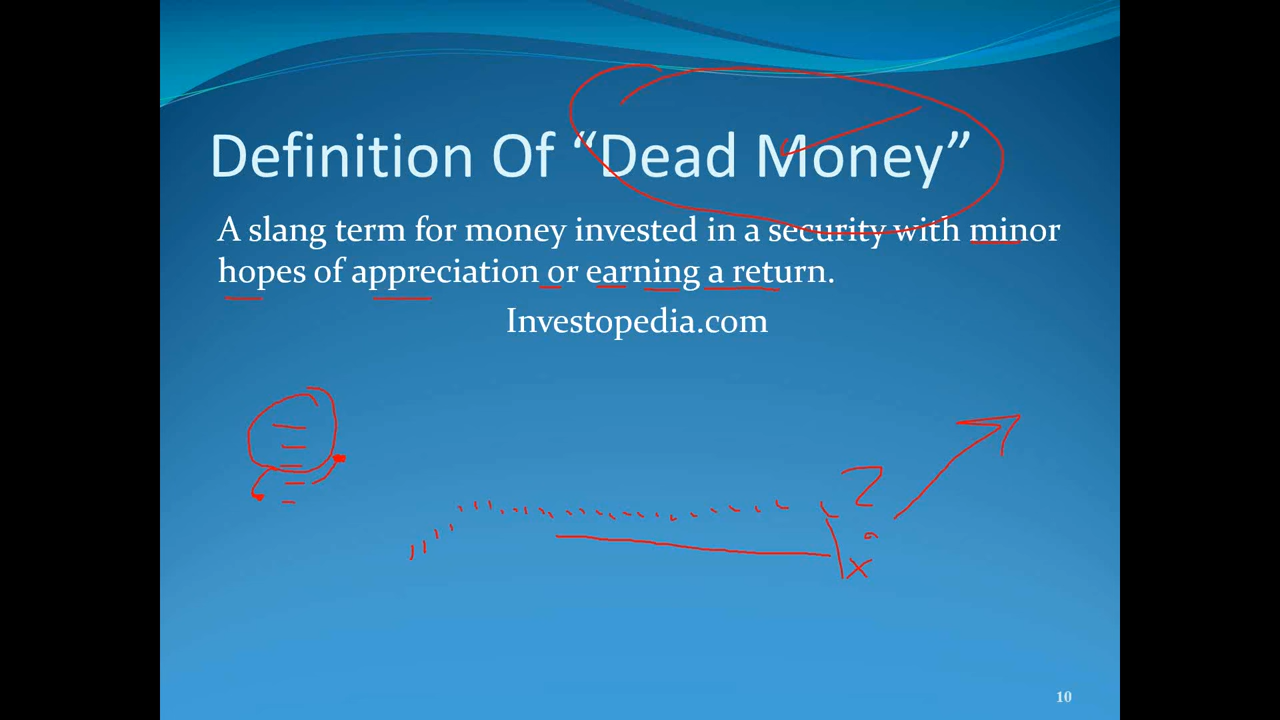 Definition Of “Dead Money”
A slang term for money invested in a security with minor
hopes of appreciation or earning a return.
Investopedia.com
?
x
10